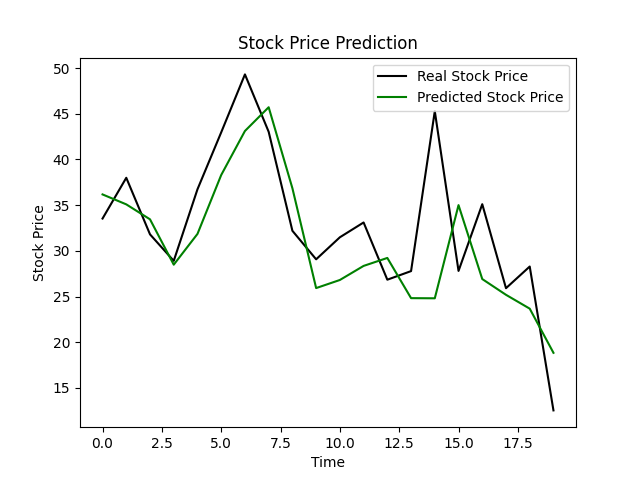 Stock Price Prediction
Real Stock Price
Predicted Stock Price
Stock Price
50
45
40
35
30
25
20
15
0.0 2.5 5.0 7.5 10.0 12.5 15.0 17.5
Time